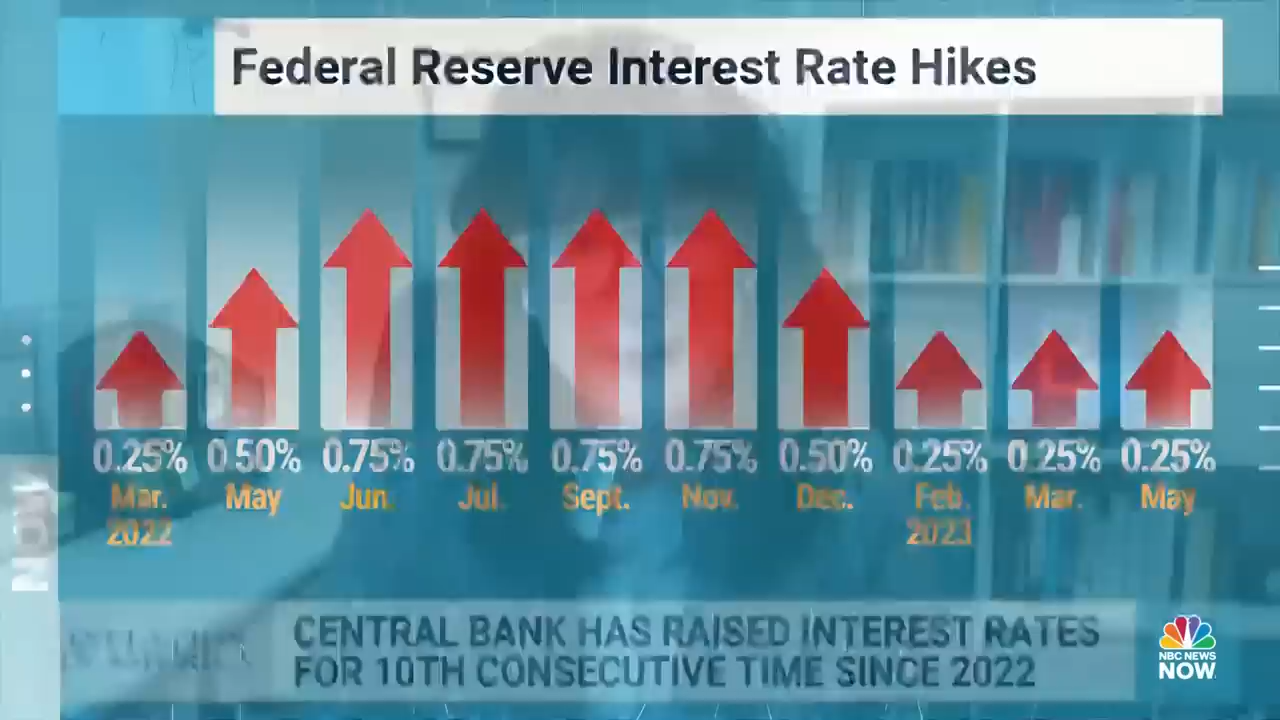 Federal Reserve Interest Rate Hikes
0.25% 0.50% 0.75% 0.75% 0.75% 0.75% 0.50% 0.25% 0.25% 0.25%
Mar. May Jun. Jul. Sept. Nov. Dec. Feb. Mar. May
2022 2023
CENTRAL BANK HAS RAISED INTEREST RATES
FOR 10TH CONSECUTIVE TIME SINCE 2022
NBC NEWS
NOW